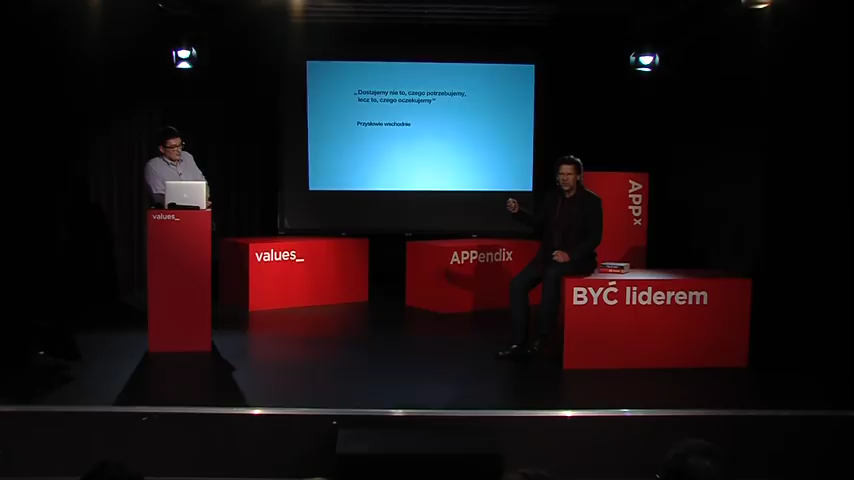 „Dostajemy nie to, czego potrzebujemy,
lecz to, czego oczekujemy”
Przysłowie wschodnie
values_
values_
APPendix
APPx
BYĆ liderem